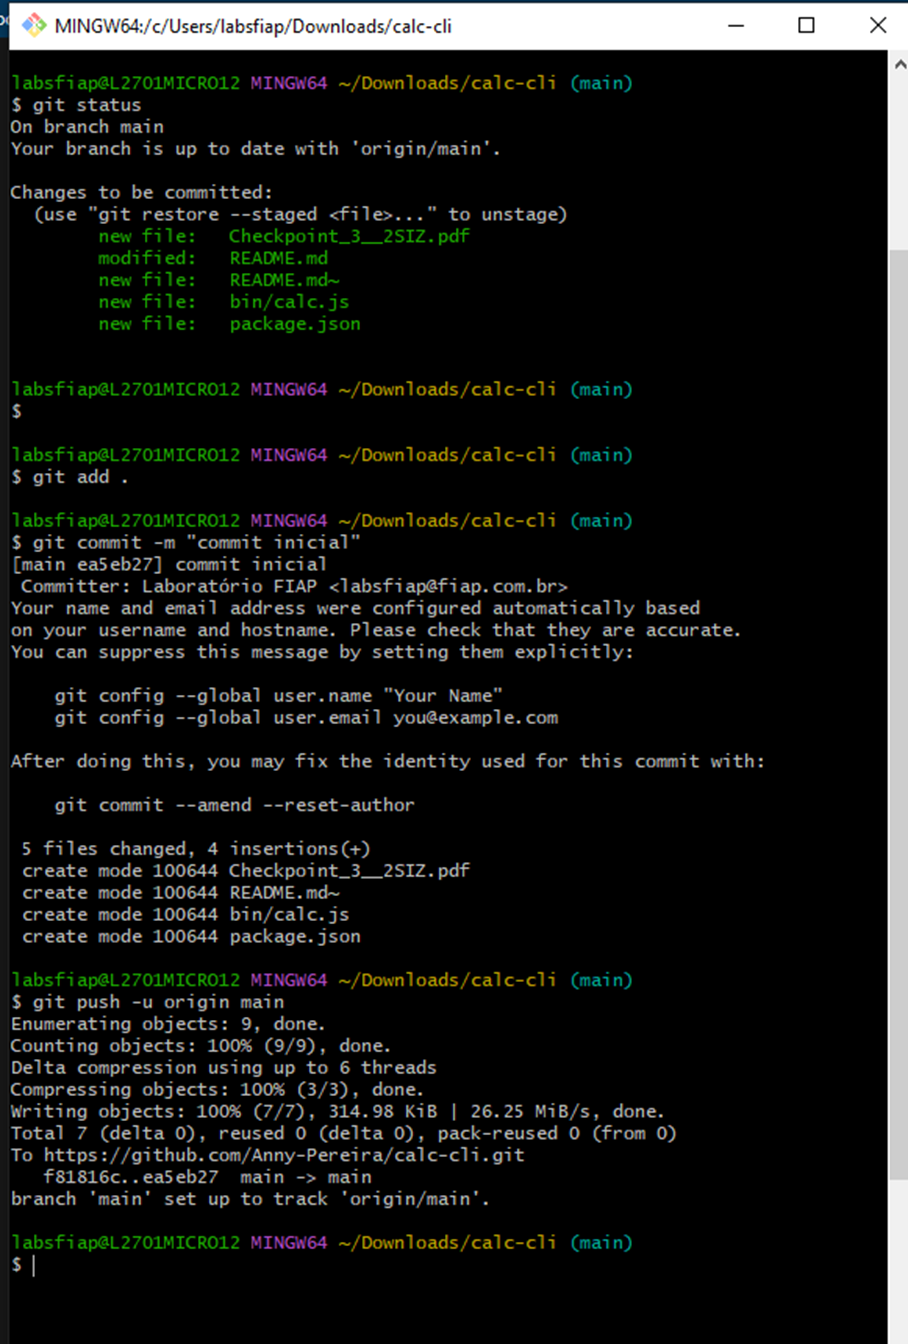 MINGW64:/c/Users/labsfiap/Downloads/calc-cli
labsfiap@L2701MICRO12 MINGW64 ~/Downloads/calc-cli (main)
$ git status
On branch main
Your branch is up to date with 'origin/main'.
Changes to be committed:
(use "git restore --staged <file>..." to unstage)
new file: Checkpoint_3__2SIZ.pdf
modified: README.md
new file: README.md~
new file: bin/calc.js
new file: package.json
labsfiap@L2701MICRO12 MINGW64 ~/Downloads/calc-cli (main)
$
labsfiap@L2701MICRO12 MINGW64 ~/Downloads/calc-cli (main)
$ git add .
labsfiap@L2701MICRO12 MINGW64 ~/Downloads/calc-cli (main)
$ git commit -m "commit inicial"
[main ea5eb27] commit inicial
Committer: Laboratório FIAP <labsfiap@fiap.com.br>
Your name and email address were configured automatically based
on your username and hostname. Please check that they are accurate.
You can suppress this message by setting them explicitly:
git config --global user.name "Your Name"
git config --global user.email you@example.com
After doing this, you may fix the identity used for this commit with:
git commit --amend --reset-author
5 files changed, 4 insertions(+)
create mode 100644 Checkpoint_3__2SIZ.pdf
create mode 100644 README.md~
create mode 100644 bin/calc.js
create mode 100644 package.json
labsfiap@L2701MICRO12 MINGW64 ~/Downloads/calc-cli (main)
$ git push -u origin main
Enumerating objects: 9, done.
Counting objects: 100% (9/9), done.
Delta compression using up to 6 threads
Compressing objects: 100% (3/3), done.
Writing objects: 100% (7/7), 314.98 KiB | 26.25 MiB/s, done.
Total 7 (delta 0), reused 0 (delta 0), pack-reused 0 (from 0)
To https://github.com/Anny-Pereira/calc-cli.git
f81816c..ea5eb27 main -> main
branch 'main' set up to track 'origin/main'.
labsfiap@L2701MICRO12 MINGW64 ~/Downloads/calc-cli (main)
$